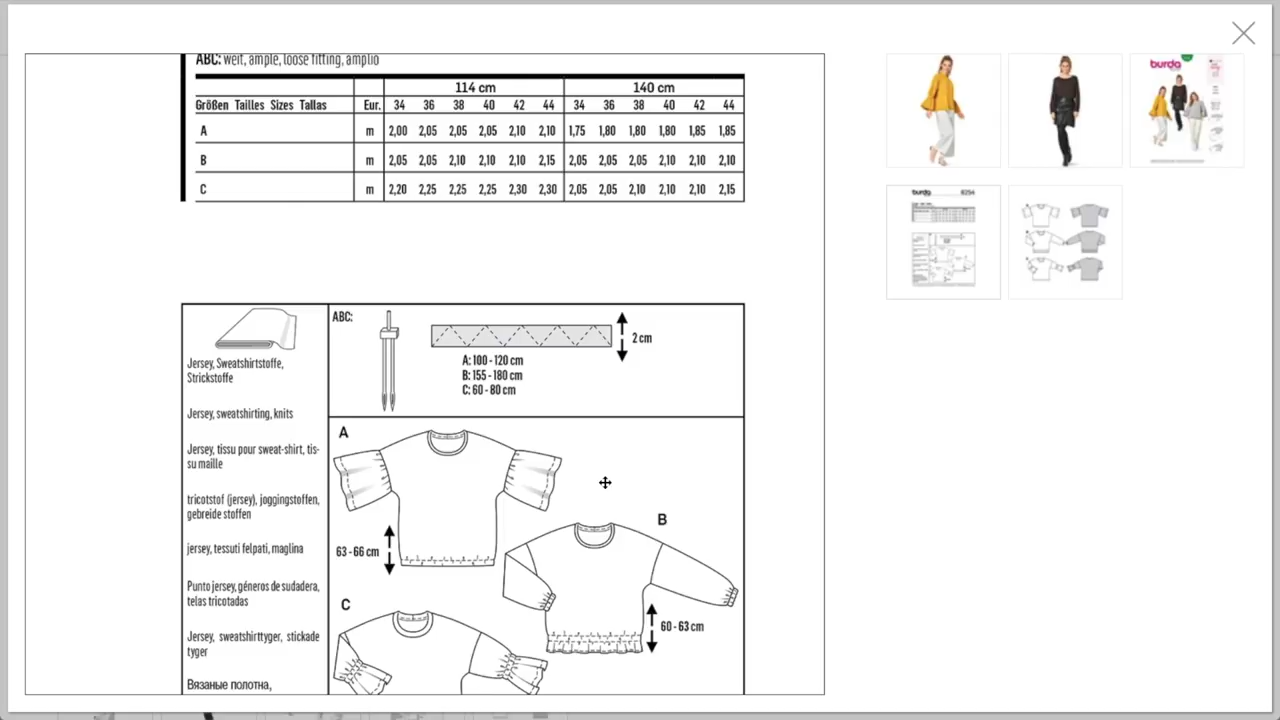 ABC: weit, ample, loose fitting, amplio
114 cm 140 cm
Größen Tailles Sizes Tallas Eur. 34 36 38 40 42 44 34 36 38 40 42 44
A m 2,00 2,05 2,05 2,05 2,10 2,10 1,75 1,80 1,80 1,80 1,85 1,85
B m 2,05 2,05 2,10 2,10 2,10 2,15 2,05 2,05 2,05 2,10 2,10 2,10
C m 2,20 2,25 2,25 2,25 2,30 2,30 2,05 2,05 2,10 2,10 2,10 2,15
Jersey, Sweatshirtstoffe,
Strickstoffe
Jersey, sweatshirting, knits
Jersey, tissu pour sweat-shirt, tis-
su maille
tricotstof (jersey), joggingstoffen,
gebreide stoffen
jersey, tessuti felpati, maglina
Punto jersey, géneros de sudadera,
telas tricotadas
Jersey, sweatshirttyger, stickade
tyger
Вязаные полотна,
ABC:
2 cm
A: 100 - 120 cm
B: 155 - 180 cm
C: 60 - 80 cm
A
63 - 66 cm
B
60 - 63 cm
C
burda
burda 6254